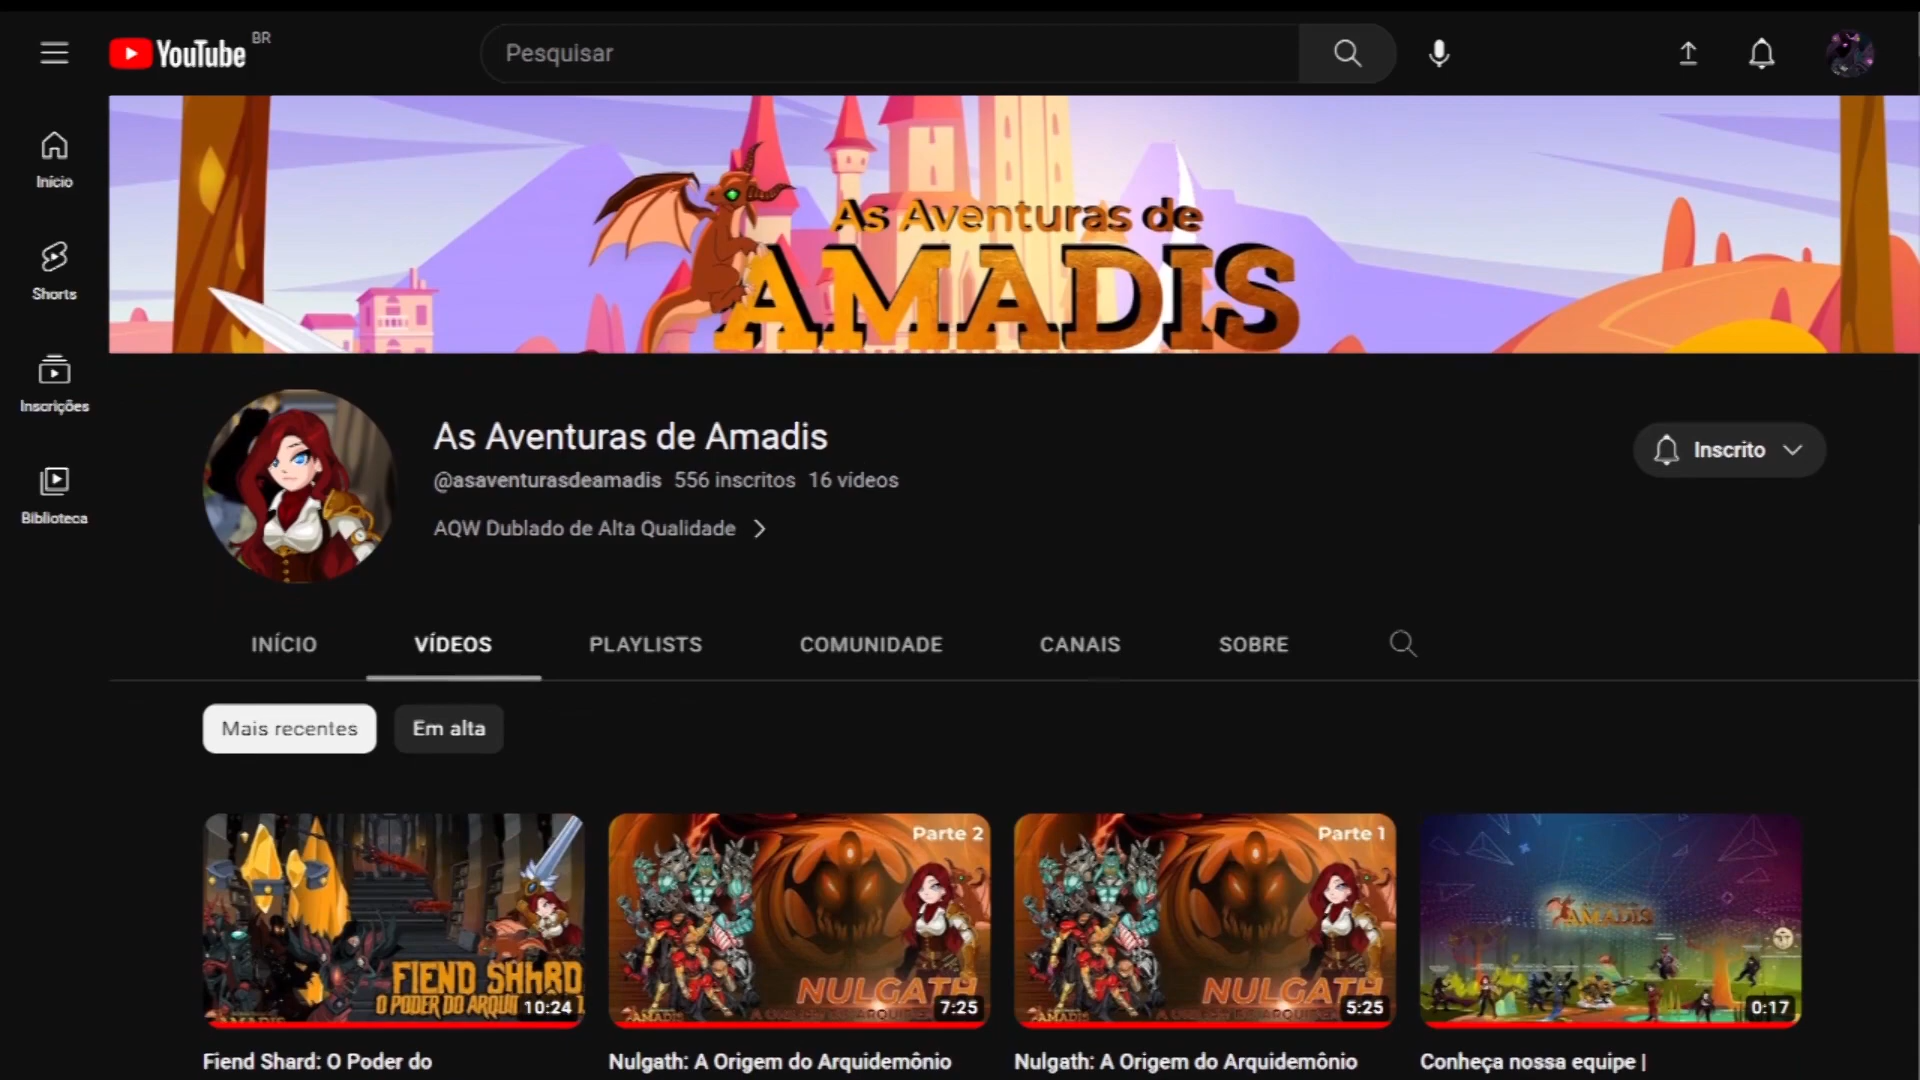 YouTube BR
Pesquisar
Início
Shorts
Inscrições
Biblioteca
As Aventuras de
AMADIS
As Aventuras de Amadis
@asaventurasdeamadis 556 inscritos 16 vídeos
AQW Dublado de Alta Qualidade
Inscrito
INÍCIO VÍDEOS PLAYLISTS COMUNIDADE CANAIS SOBRE
Mais recentes Em alta
FIEND SHARD
O PODER DO
10:24
Parte 2
NULGATH
AMADIS
7:25
Parte 1
NULGATH
AMADIS
5:25
AMADIS
0:17
Fiend Shard: O Poder do
Nulgath: A Origem do Arquidemônio
Nulgath: A Origem do Arquidemônio
Conheça nossa equipe |